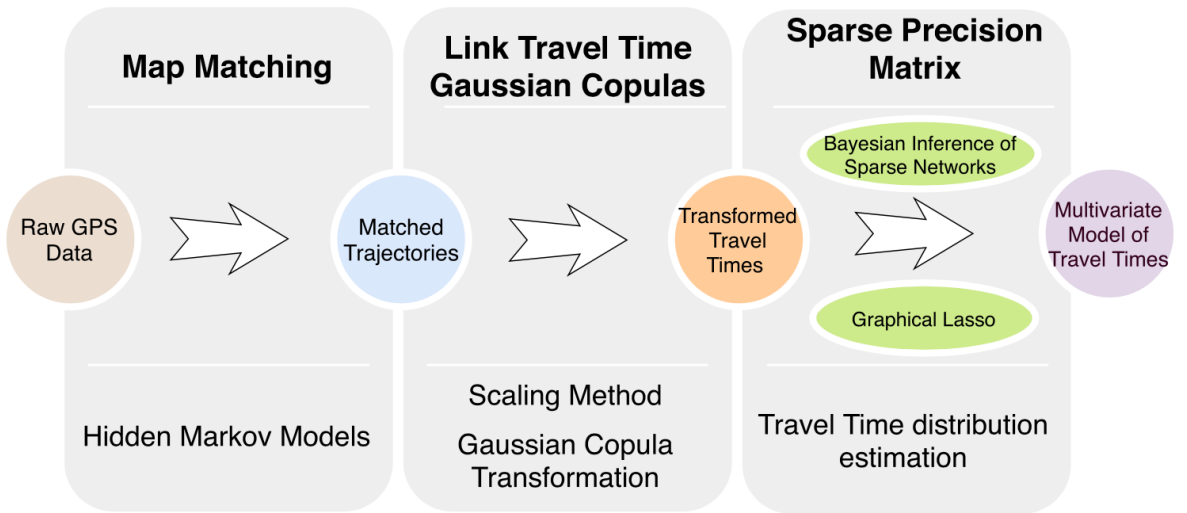 Map Matching
Link Travel Time
Gaussian Copulas
Sparse Precision
Matrix
Raw GPS
Data
Matched
Trajectories
Transformed
Travel
Times
Bayesian Inference of
Sparse Networks
Graphical Lasso
Multivariate
Model of
Travel Times
Hidden Markov Models
Scaling Method
Gaussian Copula
Transformation
Travel Time distribution
estimation